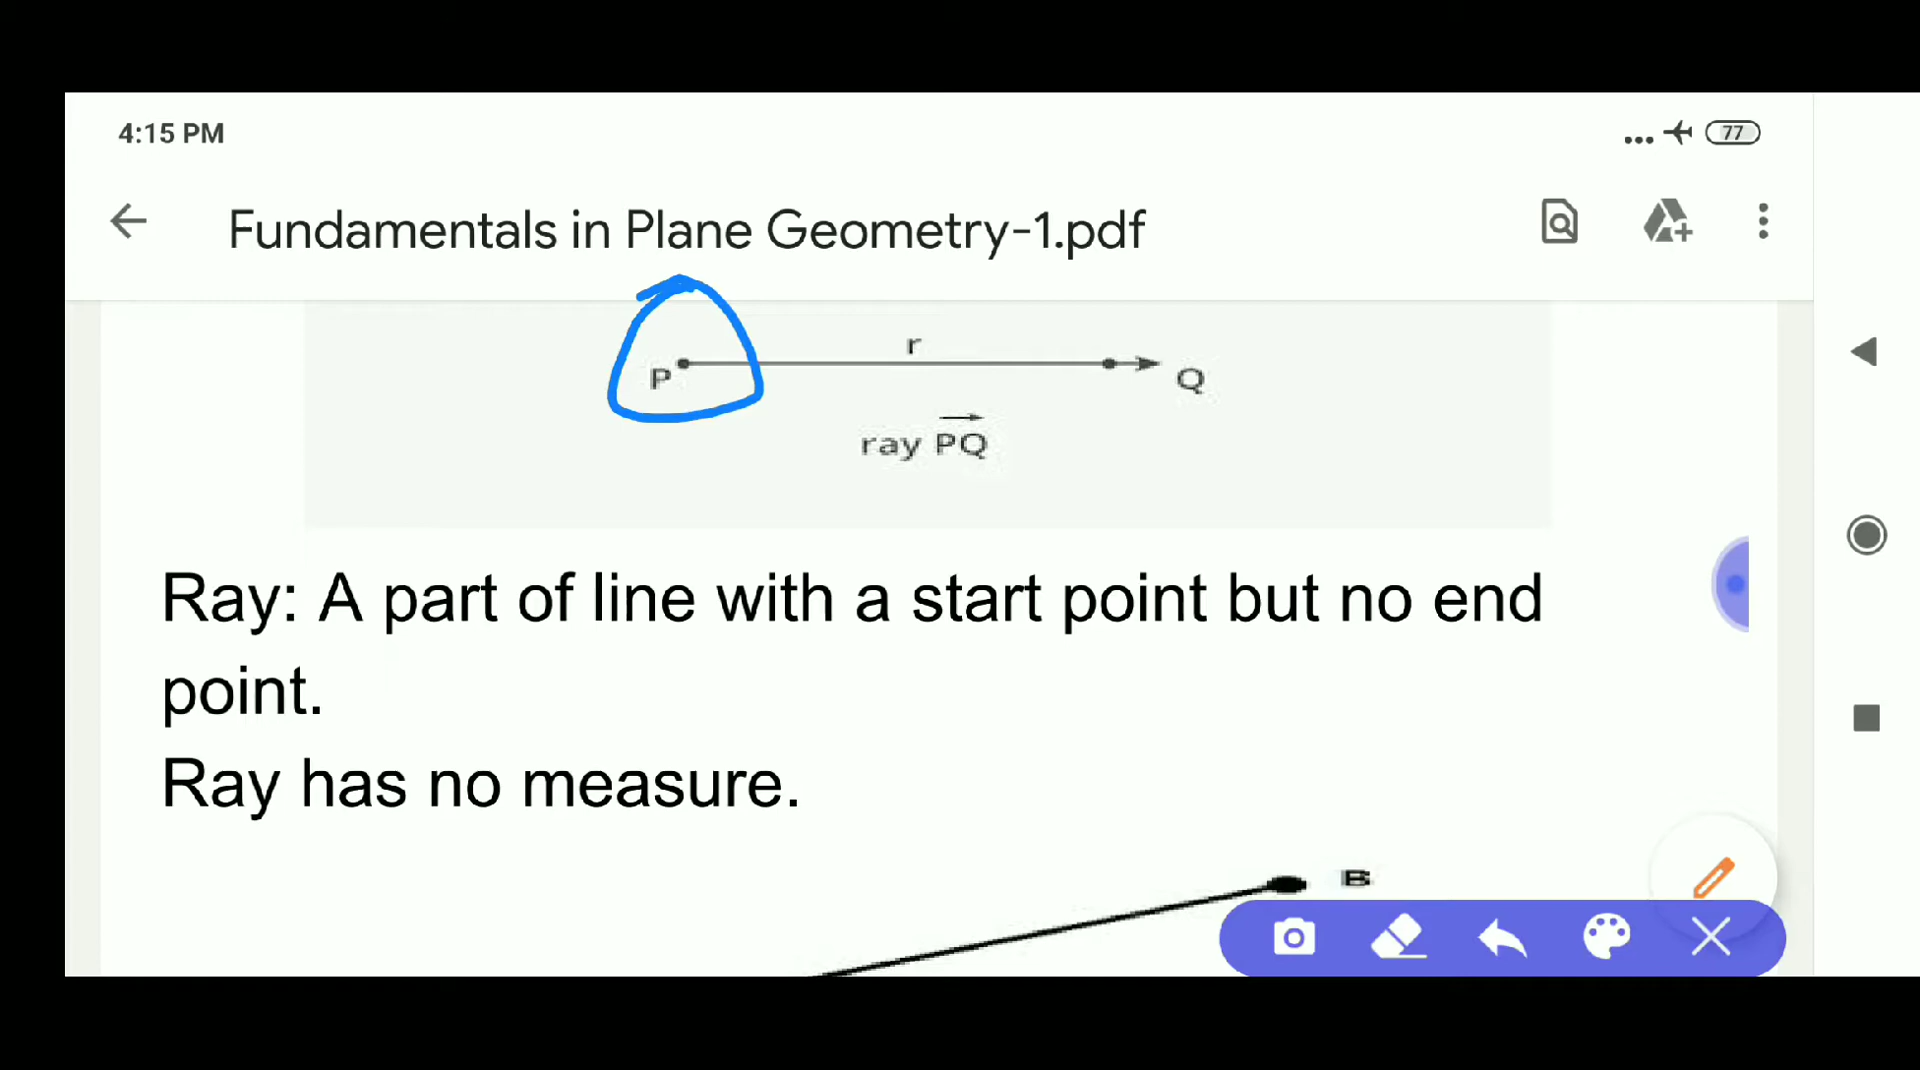 4:15 PM
77
Fundamentals in Plane Geometry-1.pdf
r
P
Q
ray PQ
Ray: A part of line with a start point but no end
point.
Ray has no measure.
B